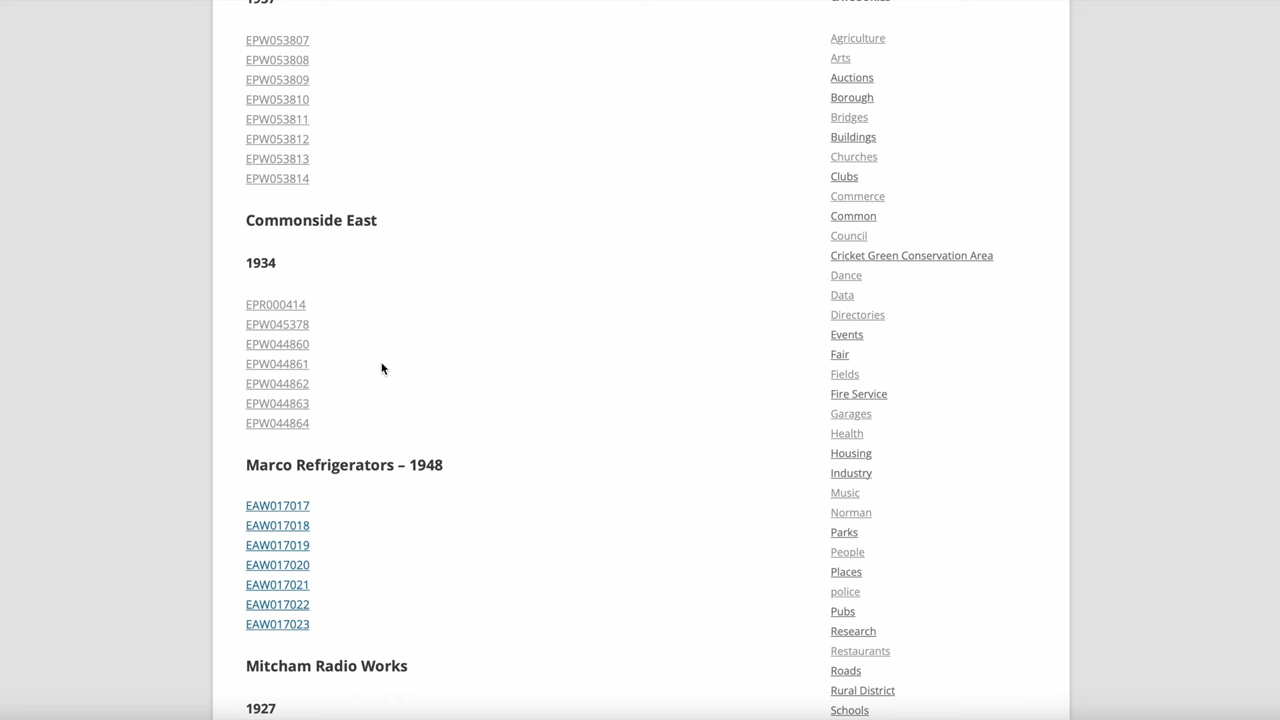 1937
EPW053807
EPW053808
EPW053809
EPW053810
EPW053811
EPW053812
EPW053813
EPW053814
Commonside East
1934
EPR000414
EPW045378
EPW044860
EPW044861
EPW044862
EPW044863
EPW044864
Marco Refrigerators – 1948
EAW017017
EAW017018
EAW017019
EAW017020
EAW017021
EAW017022
EAW017023
Mitcham Radio Works
1927
CATEGORIES
Agriculture
Arts
Auctions
Borough
Bridges
Buildings
Churches
Clubs
Commerce
Common
Council
Cricket Green Conservation Area
Dance
Data
Directories
Events
Fair
Fields
Fire Service
Garages
Health
Housing
Industry
Music
Norman
Parks
People
Places
police
Pubs
Research
Restaurants
Roads
Rural District
Schools